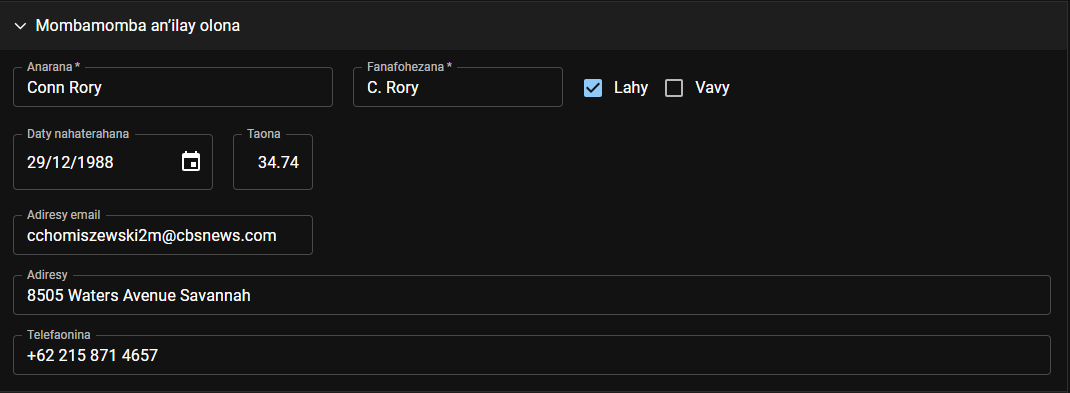 Mombamomba an’ilay olona
Anarana * Fanafohezana *
Conn Rory C. Rory Lahy Vavy
Daty nahaterahana Taona
29/12/1988 34.74
Adiresy email
cchomiszewski2m@cbsnews.com
Adiresy
8505 Waters Avenue Savannah
Telefaonina
+62 215 871 4657